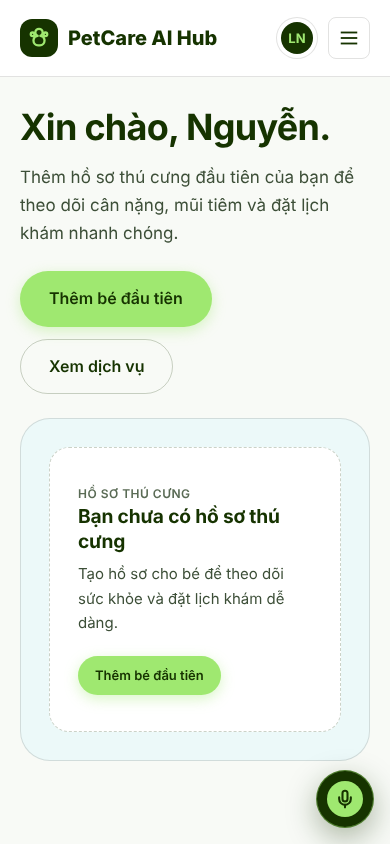 PetCare AI Hub
LN
Xin chào, Nguyễn.
Thêm hồ sơ thú cưng đầu tiên của bạn để
theo dõi cân nặng, mũi tiêm và đặt lịch
khám nhanh chóng.
Thêm bé đầu tiên
Xem dịch vụ
HỒ SƠ THÚ CƯNG
Bạn chưa có hồ sơ thú
cưng
Tạo hồ sơ cho bé để theo dõi
sức khỏe và đặt lịch khám dễ
dàng.
Thêm bé đầu tiên